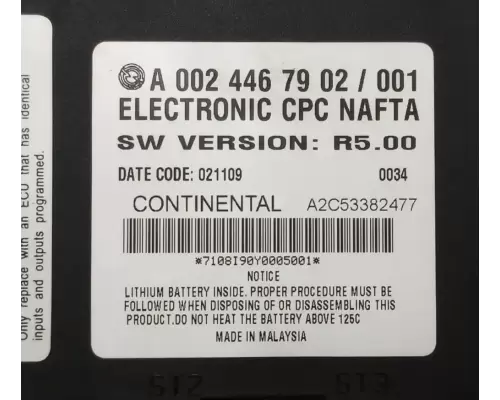 A 002 446 79 02 / 001
ELECTRONIC CPC NAFTA
SW VERSION: R5.00
DATE CODE: 021109 0034
CONTINENTAL A2C53382477
*7108I90Y0005001*
NOTICE
LITHIUM BATTERY INSIDE. PROPER PROCEDURE MUST BE
FOLLOWED WHEN DISPOSING OF OR DISASSEMBLING THIS
PRODUCT.DO NOT HEAT THE BATTERY ABOVE 125C
MADE IN MALAYSIA
Only replace with an ECU that has identical
inputs and outputs programmed.